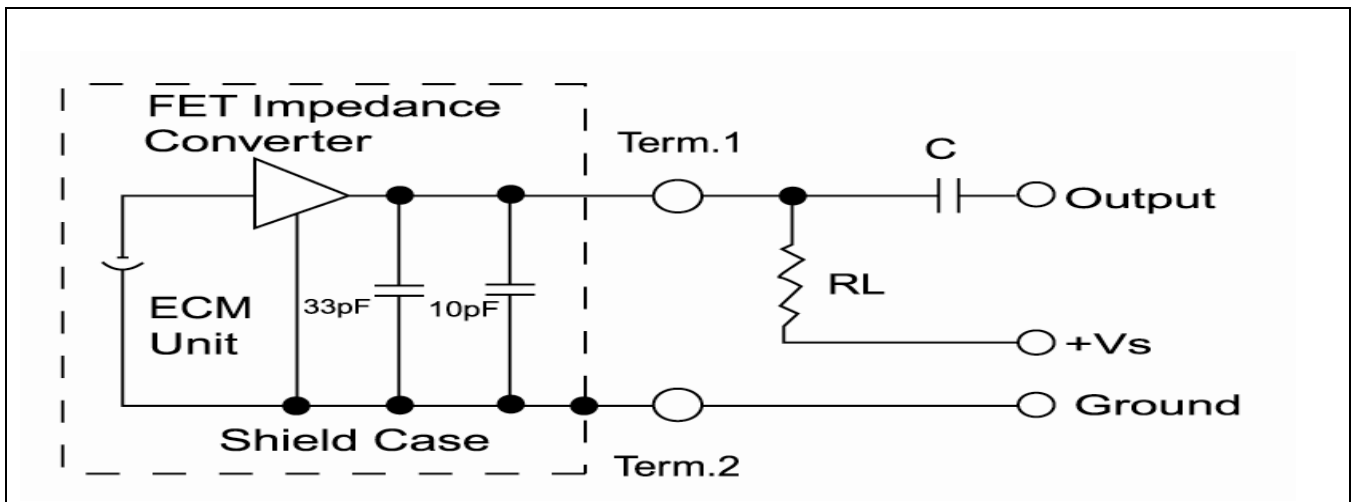 FET Impedance
Converter
Term.1
C
Output
RL
ECM
Unit
33pF
10pF
+Vs
Ground
Shield Case
Term.2